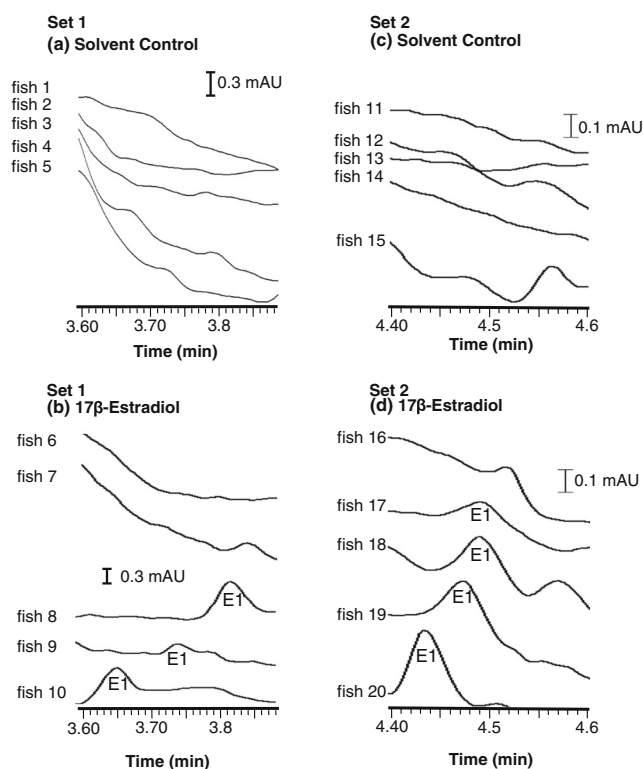 Set 1
(a) Solvent Control
0.3 mAU
fish 1
fish 2
fish 3
fish 4
fish 5
3.60 3.70 3.8
Time (min)
Set 2
(c) Solvent Control
0.1 mAU
fish 11
fish 12
fish 13
fish 14
fish 15
4.40 4.5 4.6
Time (min)
Set 1
(b) 17β-Estradiol
fish 6
fish 7
0.3 mAU
fish 8
E1
fish 9
E1
fish 10
E1
3.60 3.70 3.8
Time (min)
Set 2
(d) 17β-Estradiol
fish 16
0.1 mAU
fish 17
E1
fish 18
E1
fish 19
E1
fish 20
E1
4.40 4.5 4.6
Time (min)